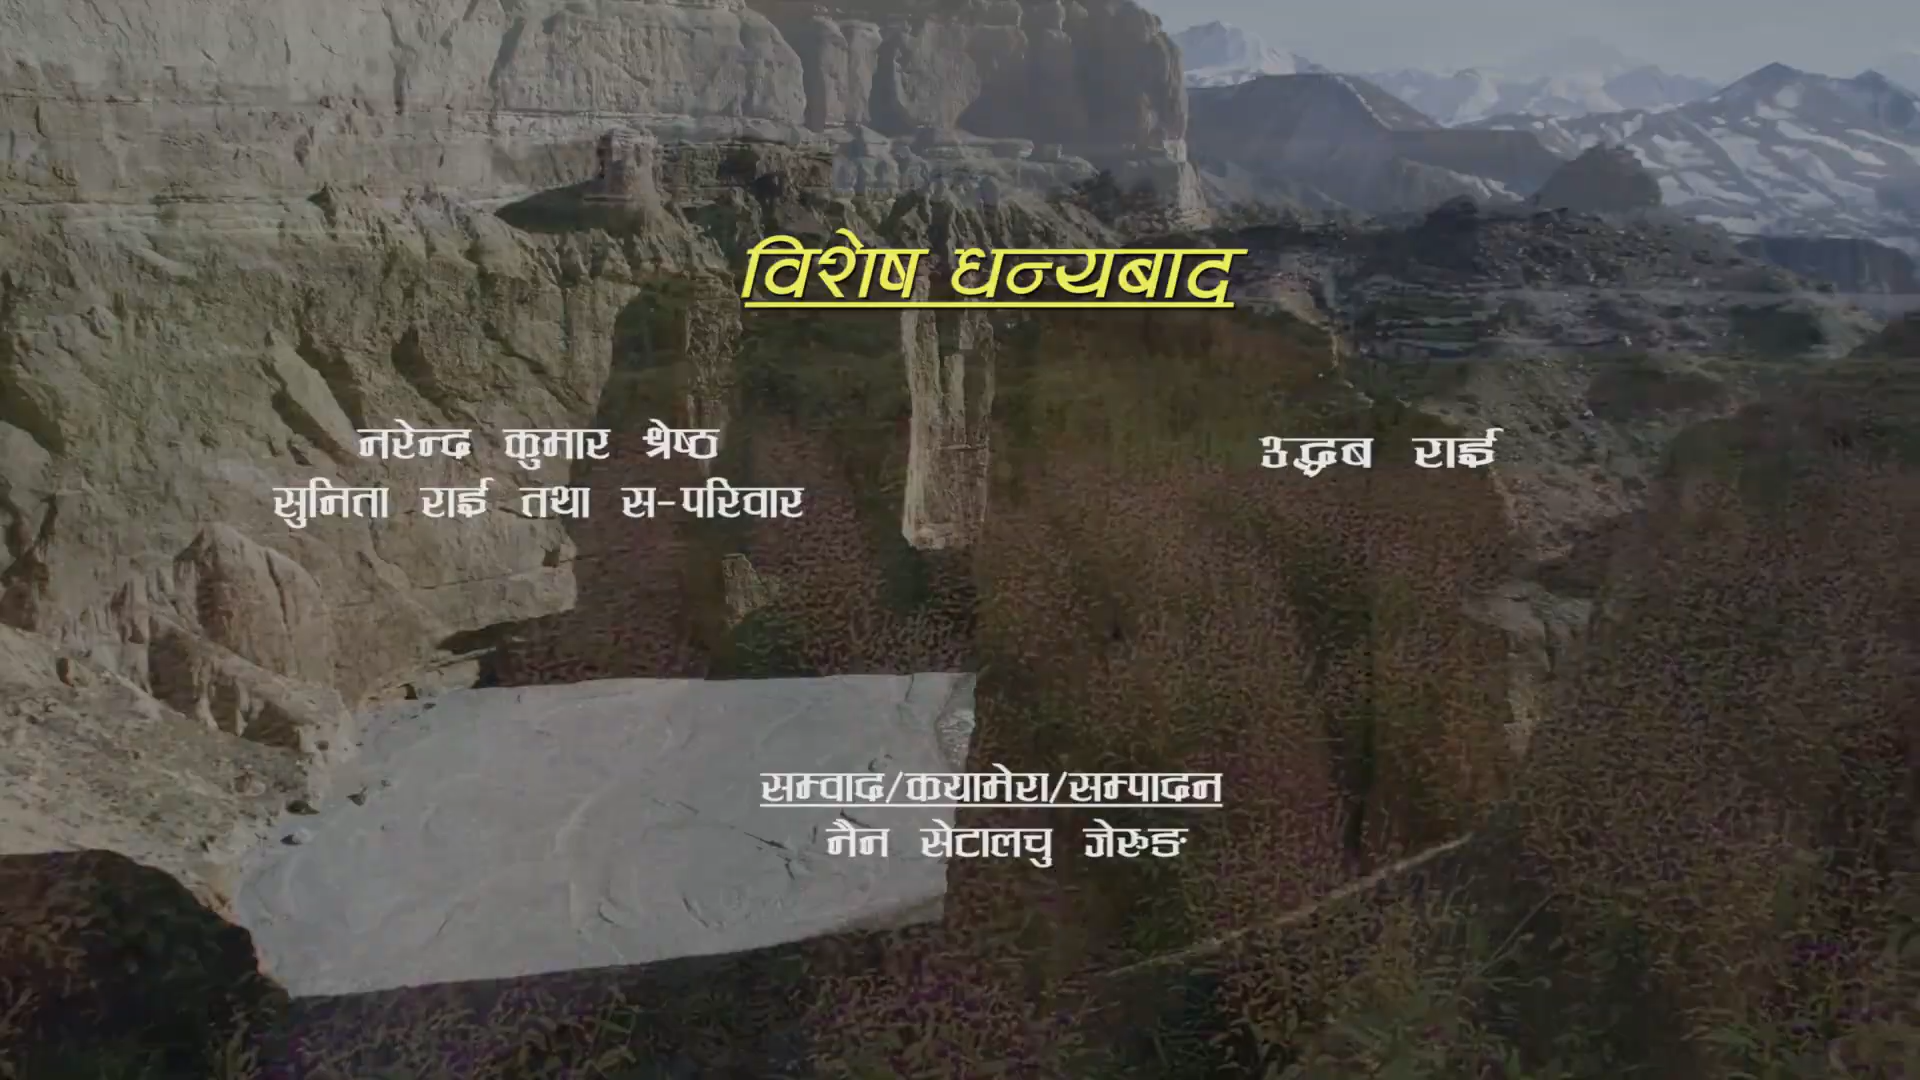 विशेष धन्यबाद
नरेन्द कुमार श्रेष्ठ
सुनिता राई तथा स-परिवार
उद्धब राई
सम्वाद/कयामेरा/सम्पादन
नैन सेटालचु जेरुङ